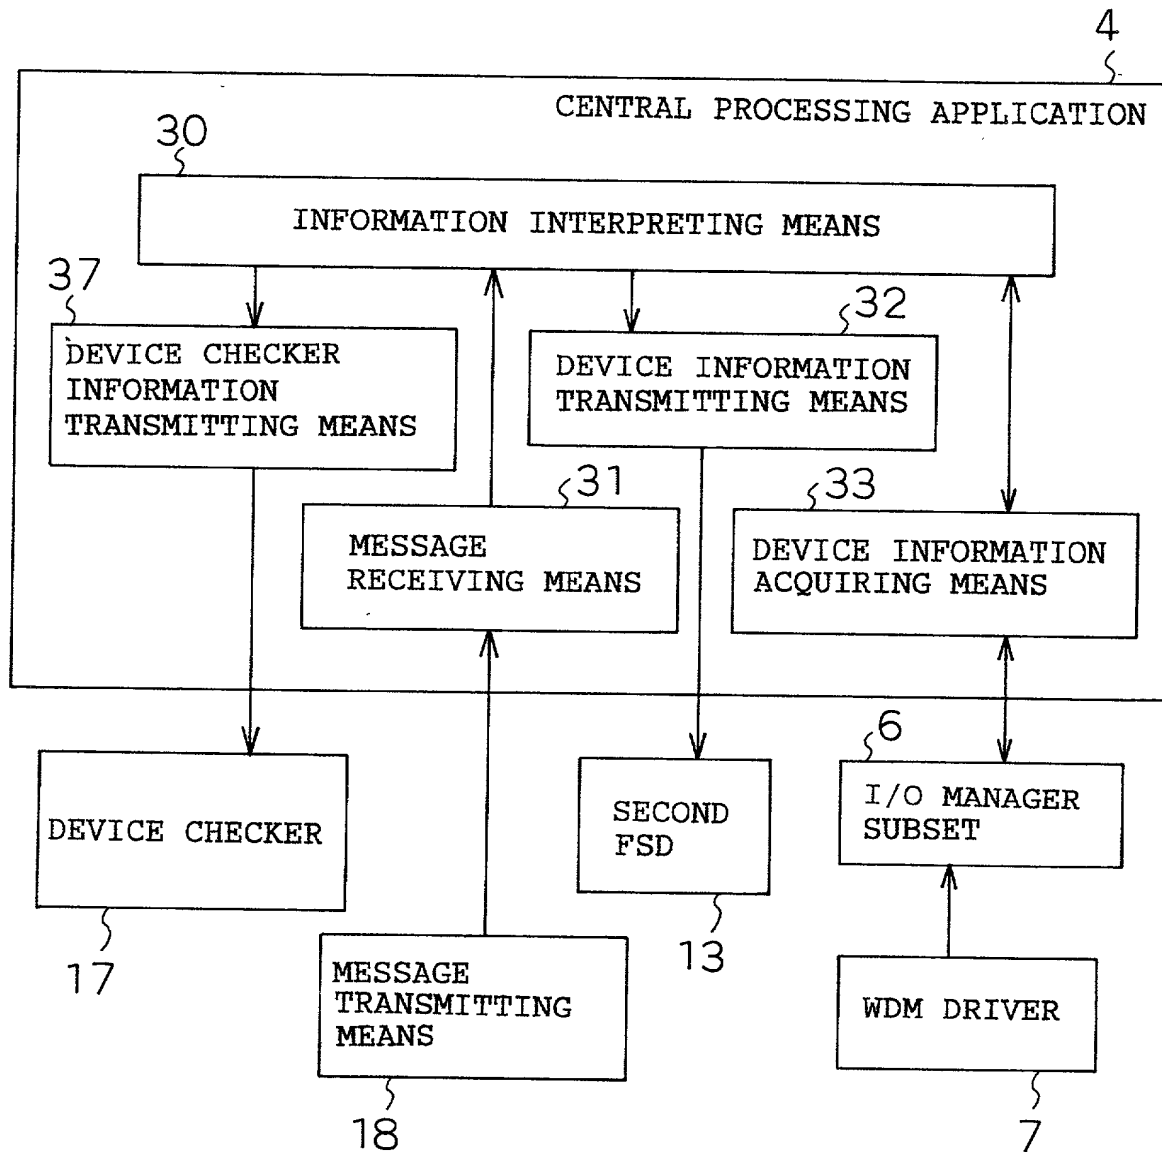 4
CENTRAL PROCESSING APPLICATION
30
INFORMATION INTERPRETING MEANS
37
DEVICE CHECKER
INFORMATION
TRANSMITTING MEANS
32
DEVICE INFORMATION
TRANSMITTING MEANS
31
MESSAGE
RECEIVING MEANS
33
DEVICE INFORMATION
ACQUIRING MEANS
DEVICE CHECKER
17
MESSAGE
TRANSMITTING
MEANS
18
SECOND
FSD
13
6
I/O MANAGER
SUBSET
WDM DRIVER
7